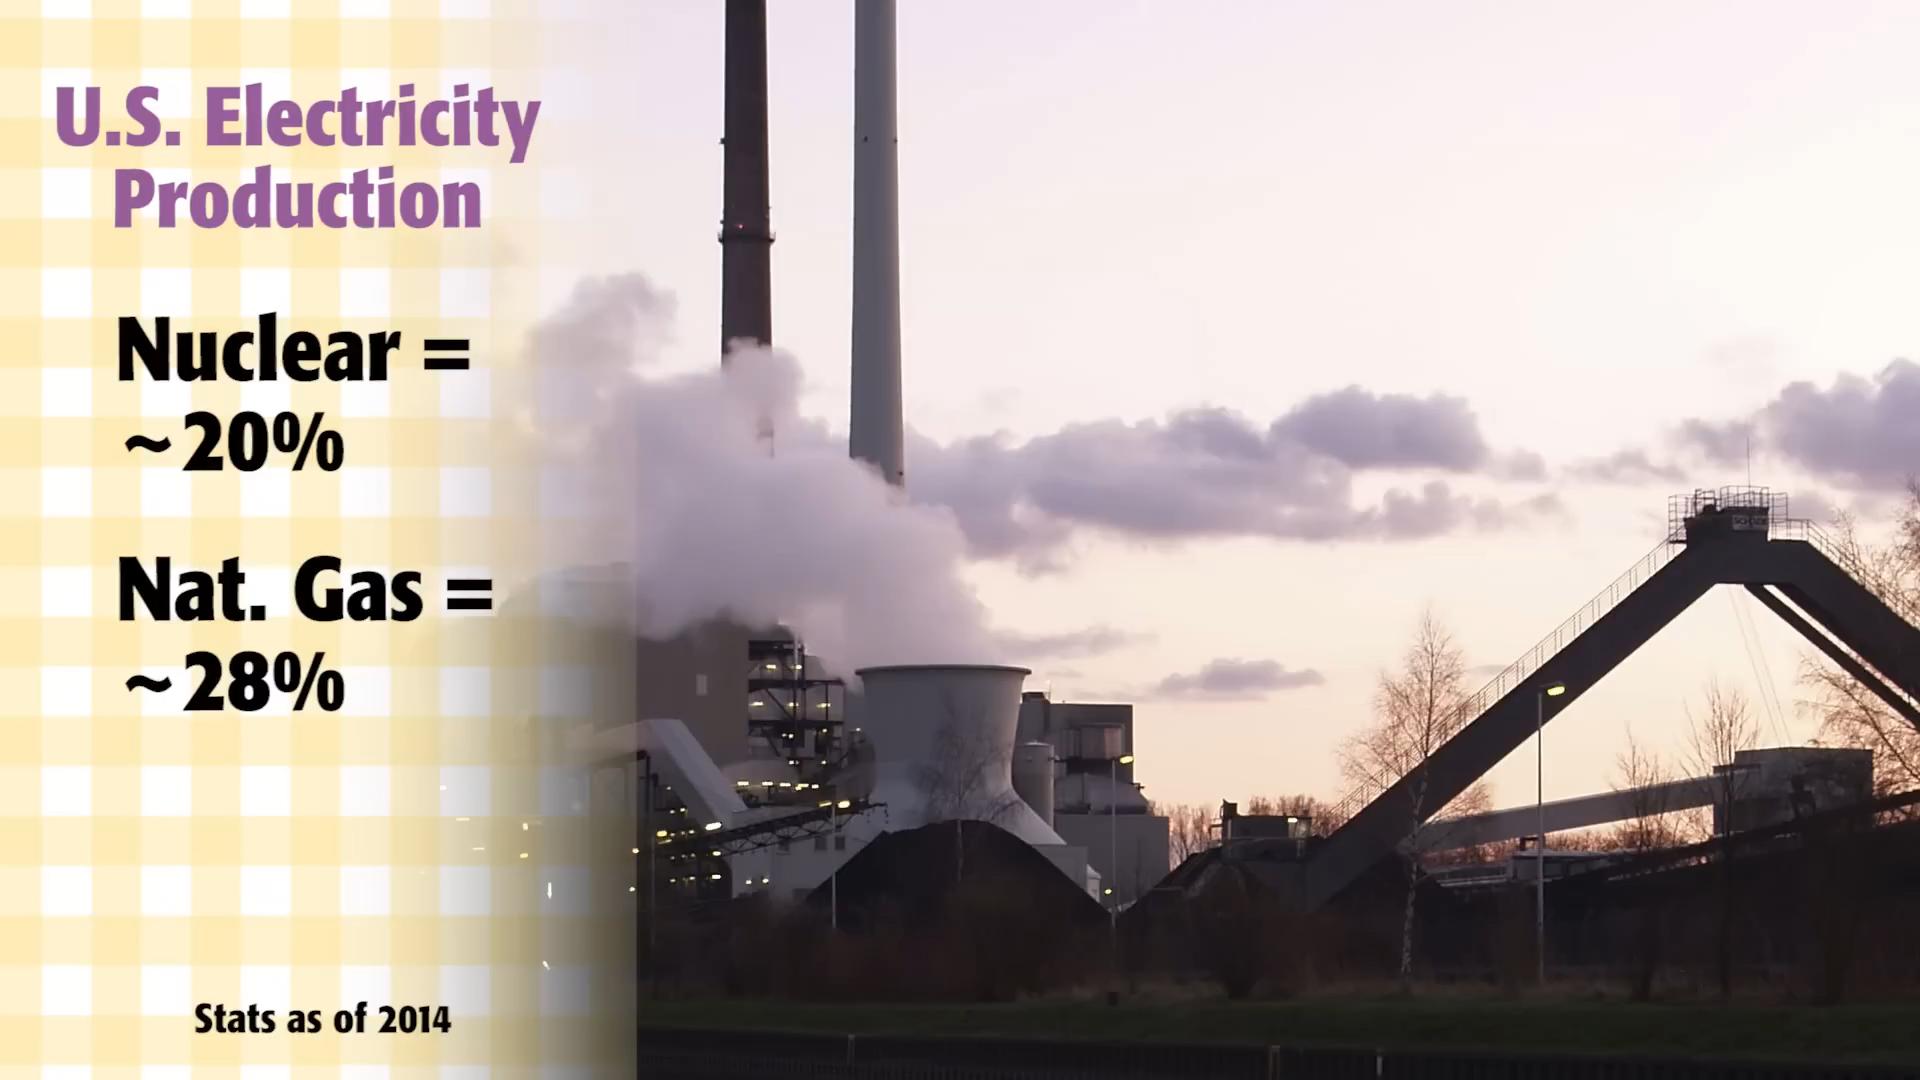 U.S. Electricity
Production
Nuclear =
~20%
Nat. Gas =
~28%
Stats as of 2014